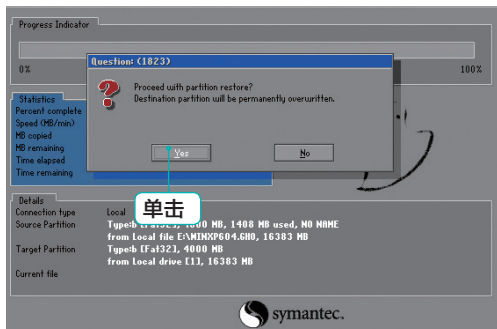 Progress Indicator
0%
100%
Question: (1823)
Proceed with partition restore?
Destination partition will be permanently overwritten.
Yes
No
Statistics
Percent complete
Speed (MB/min)
MB copied
MB remaining
Time elapsed
Time remaining
单击
Details
Connection type Local
Source Partition Type:b [Fat32], 4000 MB, 1408 MB used, NO NAME
from Local file E:\WINXP604.GHO, 16383 MB
Target Partition Type:b [Fat32], 4000 MB
from Local drive [1], 16383 MB
Current file
symantec.